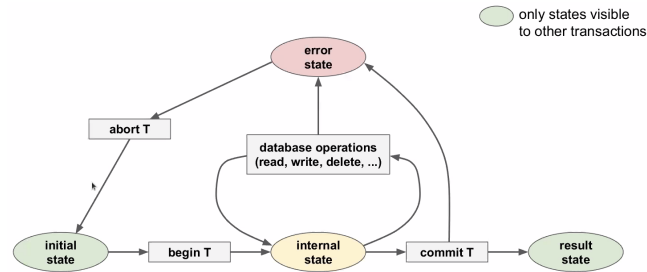 only states visible
to other transactions
error
state
abort T
database operations
(read, write, delete, ...)
initial
state
begin T
internal
state
commit T
result
state